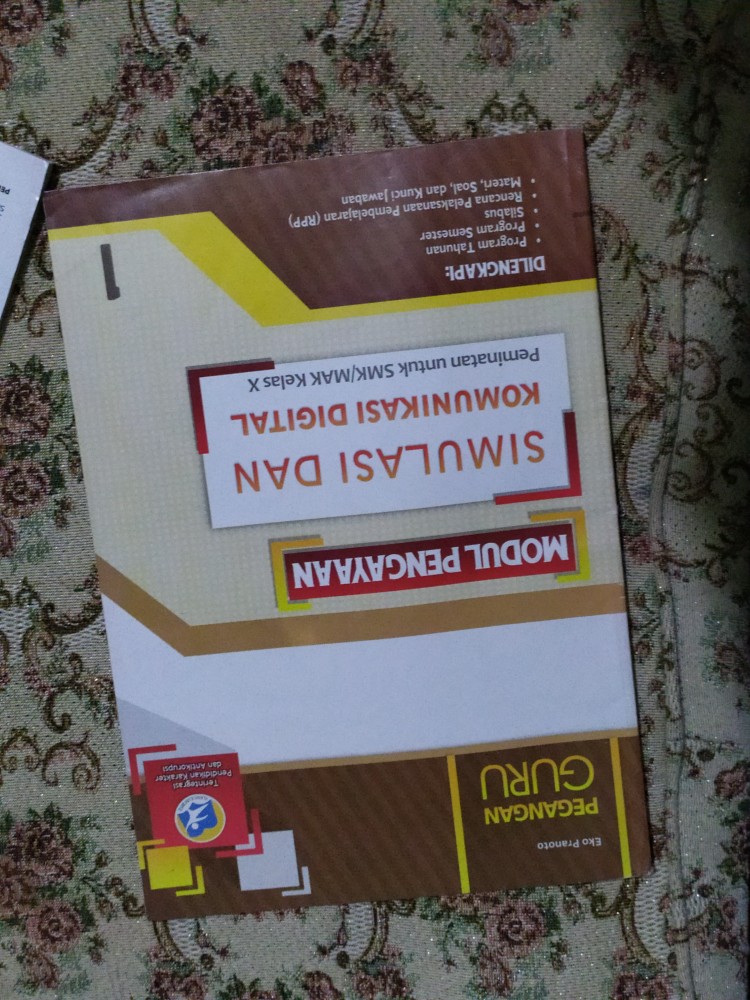 Eko Pranoto
PEGANGAN
GURU
Terintegrasi
Pendidikan Karakter
dan Antikorupsi
MODUL PENGAYAAN
SIMULASI DAN
KOMUNIKASI DIGITAL
Peminatan untuk SMK/MAK Kelas X
DILENGKAPI:
• Program Tahunan
• Program Semester
• Silabus
• Rencana Pelaksanaan Pembelajaran (RPP)
• Materi, Soal, dan Kunci Jawaban
1